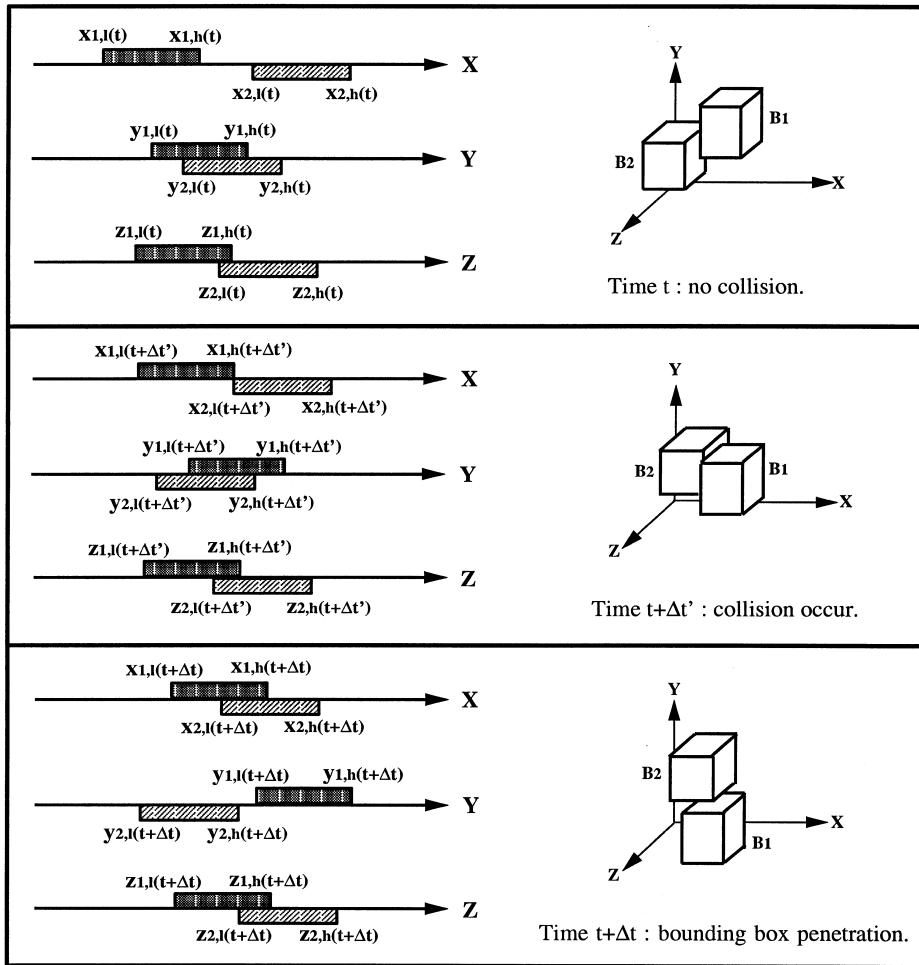 x1,l(t) x1,h(t)
X
x2,l(t) x2,h(t)
y1,l(t) y1,h(t)
Y
y2,l(t) y2,h(t)
z1,l(t) z1,h(t)
Z
z2,l(t) z2,h(t)
Y
B1
B2
X
Z
Time t : no collision.
x1,l(t+Δt’) x1,h(t+Δt’)
X
x2,l(t+Δt’) x2,h(t+Δt’)
y1,l(t+Δt’) y1,h(t+Δt’)
Y
y2,l(t+Δt’) y2,h(t+Δt’)
z1,l(t+Δt’) z1,h(t+Δt’)
Z
z2,l(t+Δt’) z2,h(t+Δt’)
Y
B2
B1
X
Z
Time t+Δt’ : collision occur.
x1,l(t+Δt) x1,h(t+Δt)
X
x2,l(t+Δt) x2,h(t+Δt)
y1,l(t+Δt) y1,h(t+Δt)
Y
y2,l(t+Δt) y2,h(t+Δt)
z1,l(t+Δt) z1,h(t+Δt)
Z
z2,l(t+Δt) z2,h(t+Δt)
Y
B2
X
B1
Z
Time t+Δt : bounding box penetration.